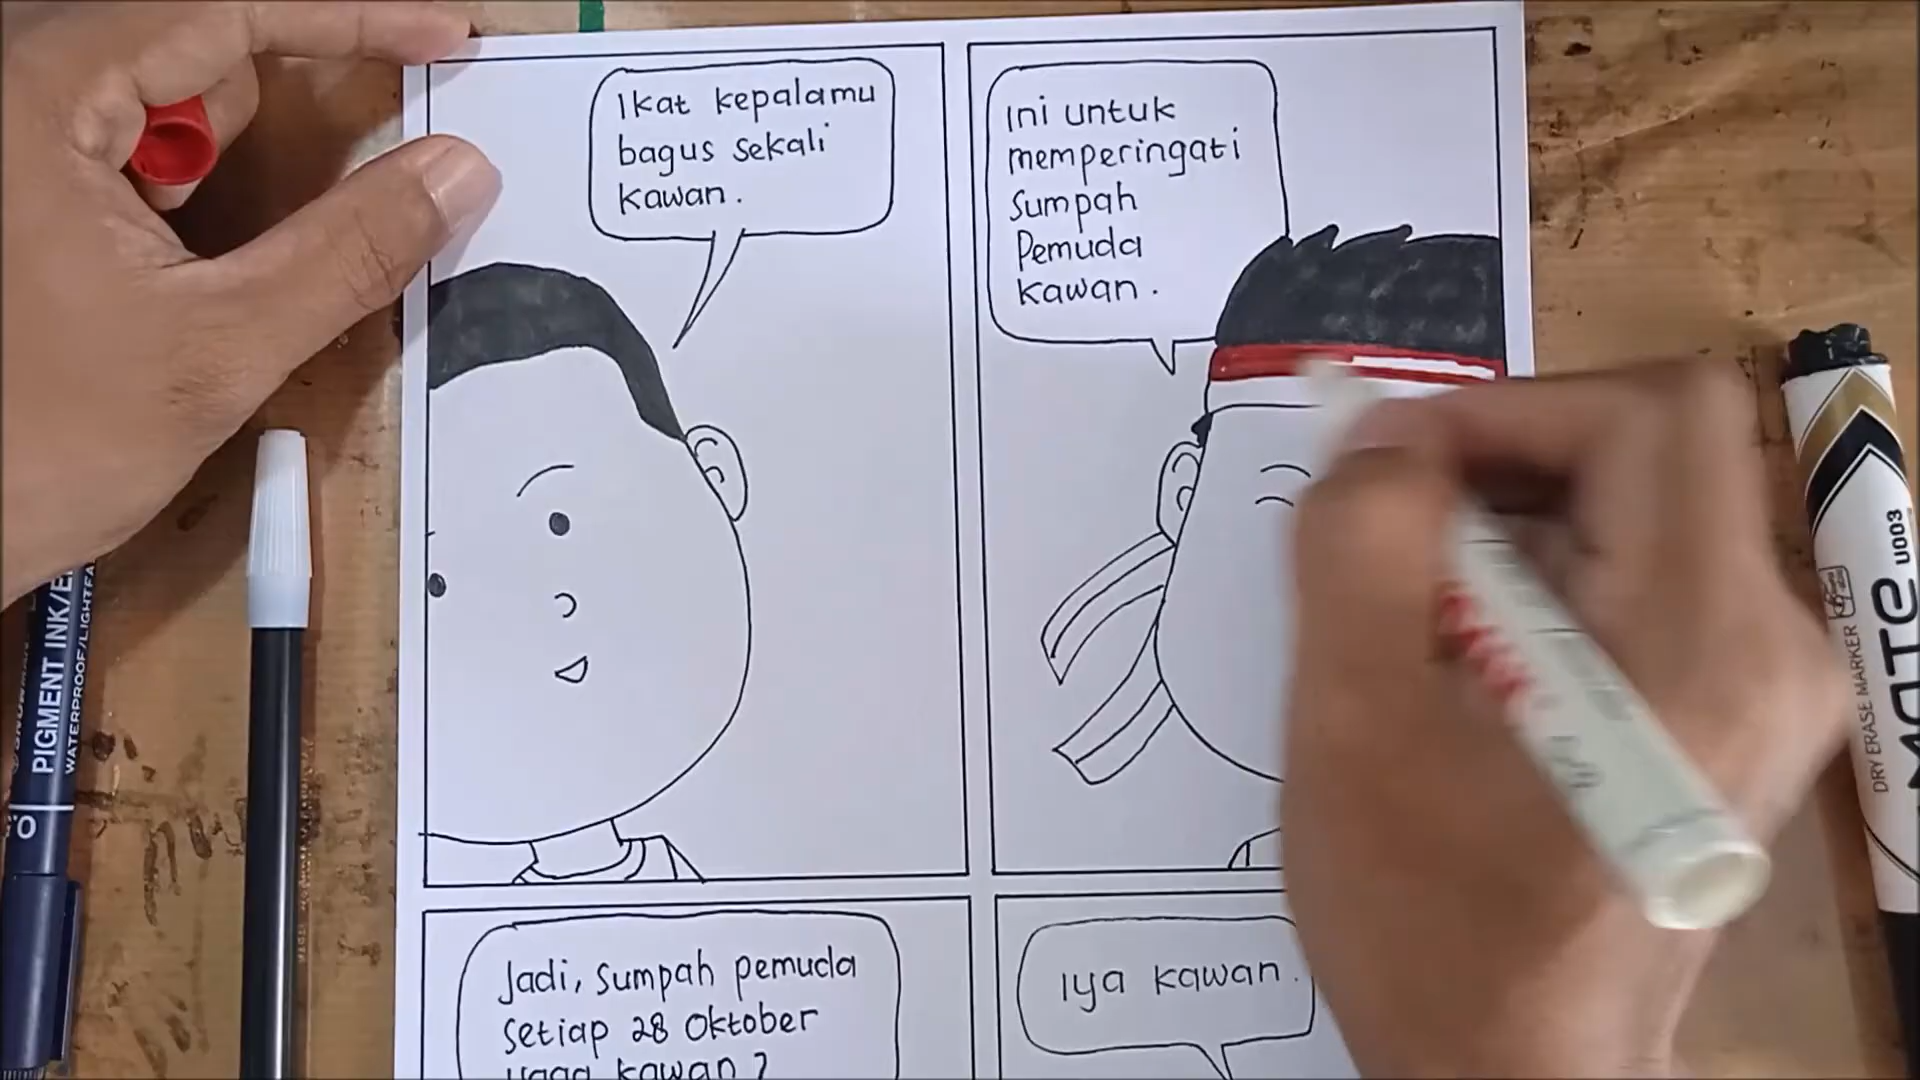 Ikat kepalamu
bagus sekali
kawan.
Ini untuk
memperingati
Sumpah
Pemuda
kawan.
Jadi, Sumpah pemuda
setiap 28 Oktober
kawan?
Iya kawan.
PIGMENT INK/
WATERPROOF/LIGHTFA
DRY ERASE MARKER
U003